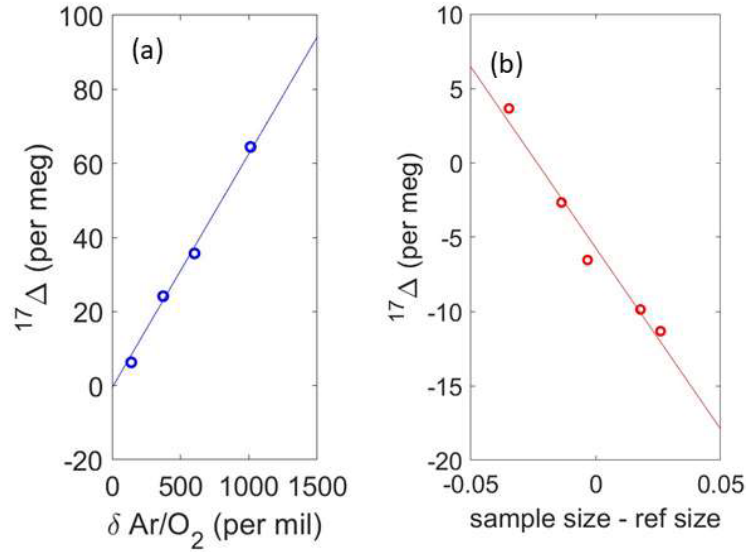 (a)
100
80
60
40
20
0
-20
17Δ (per meg)
0 500 1000 1500
δ Ar/O2 (per mil)
(b)
10
5
0
-5
-10
-15
-20
17Δ (per meg)
-0.05 0 0.05
sample size - ref size